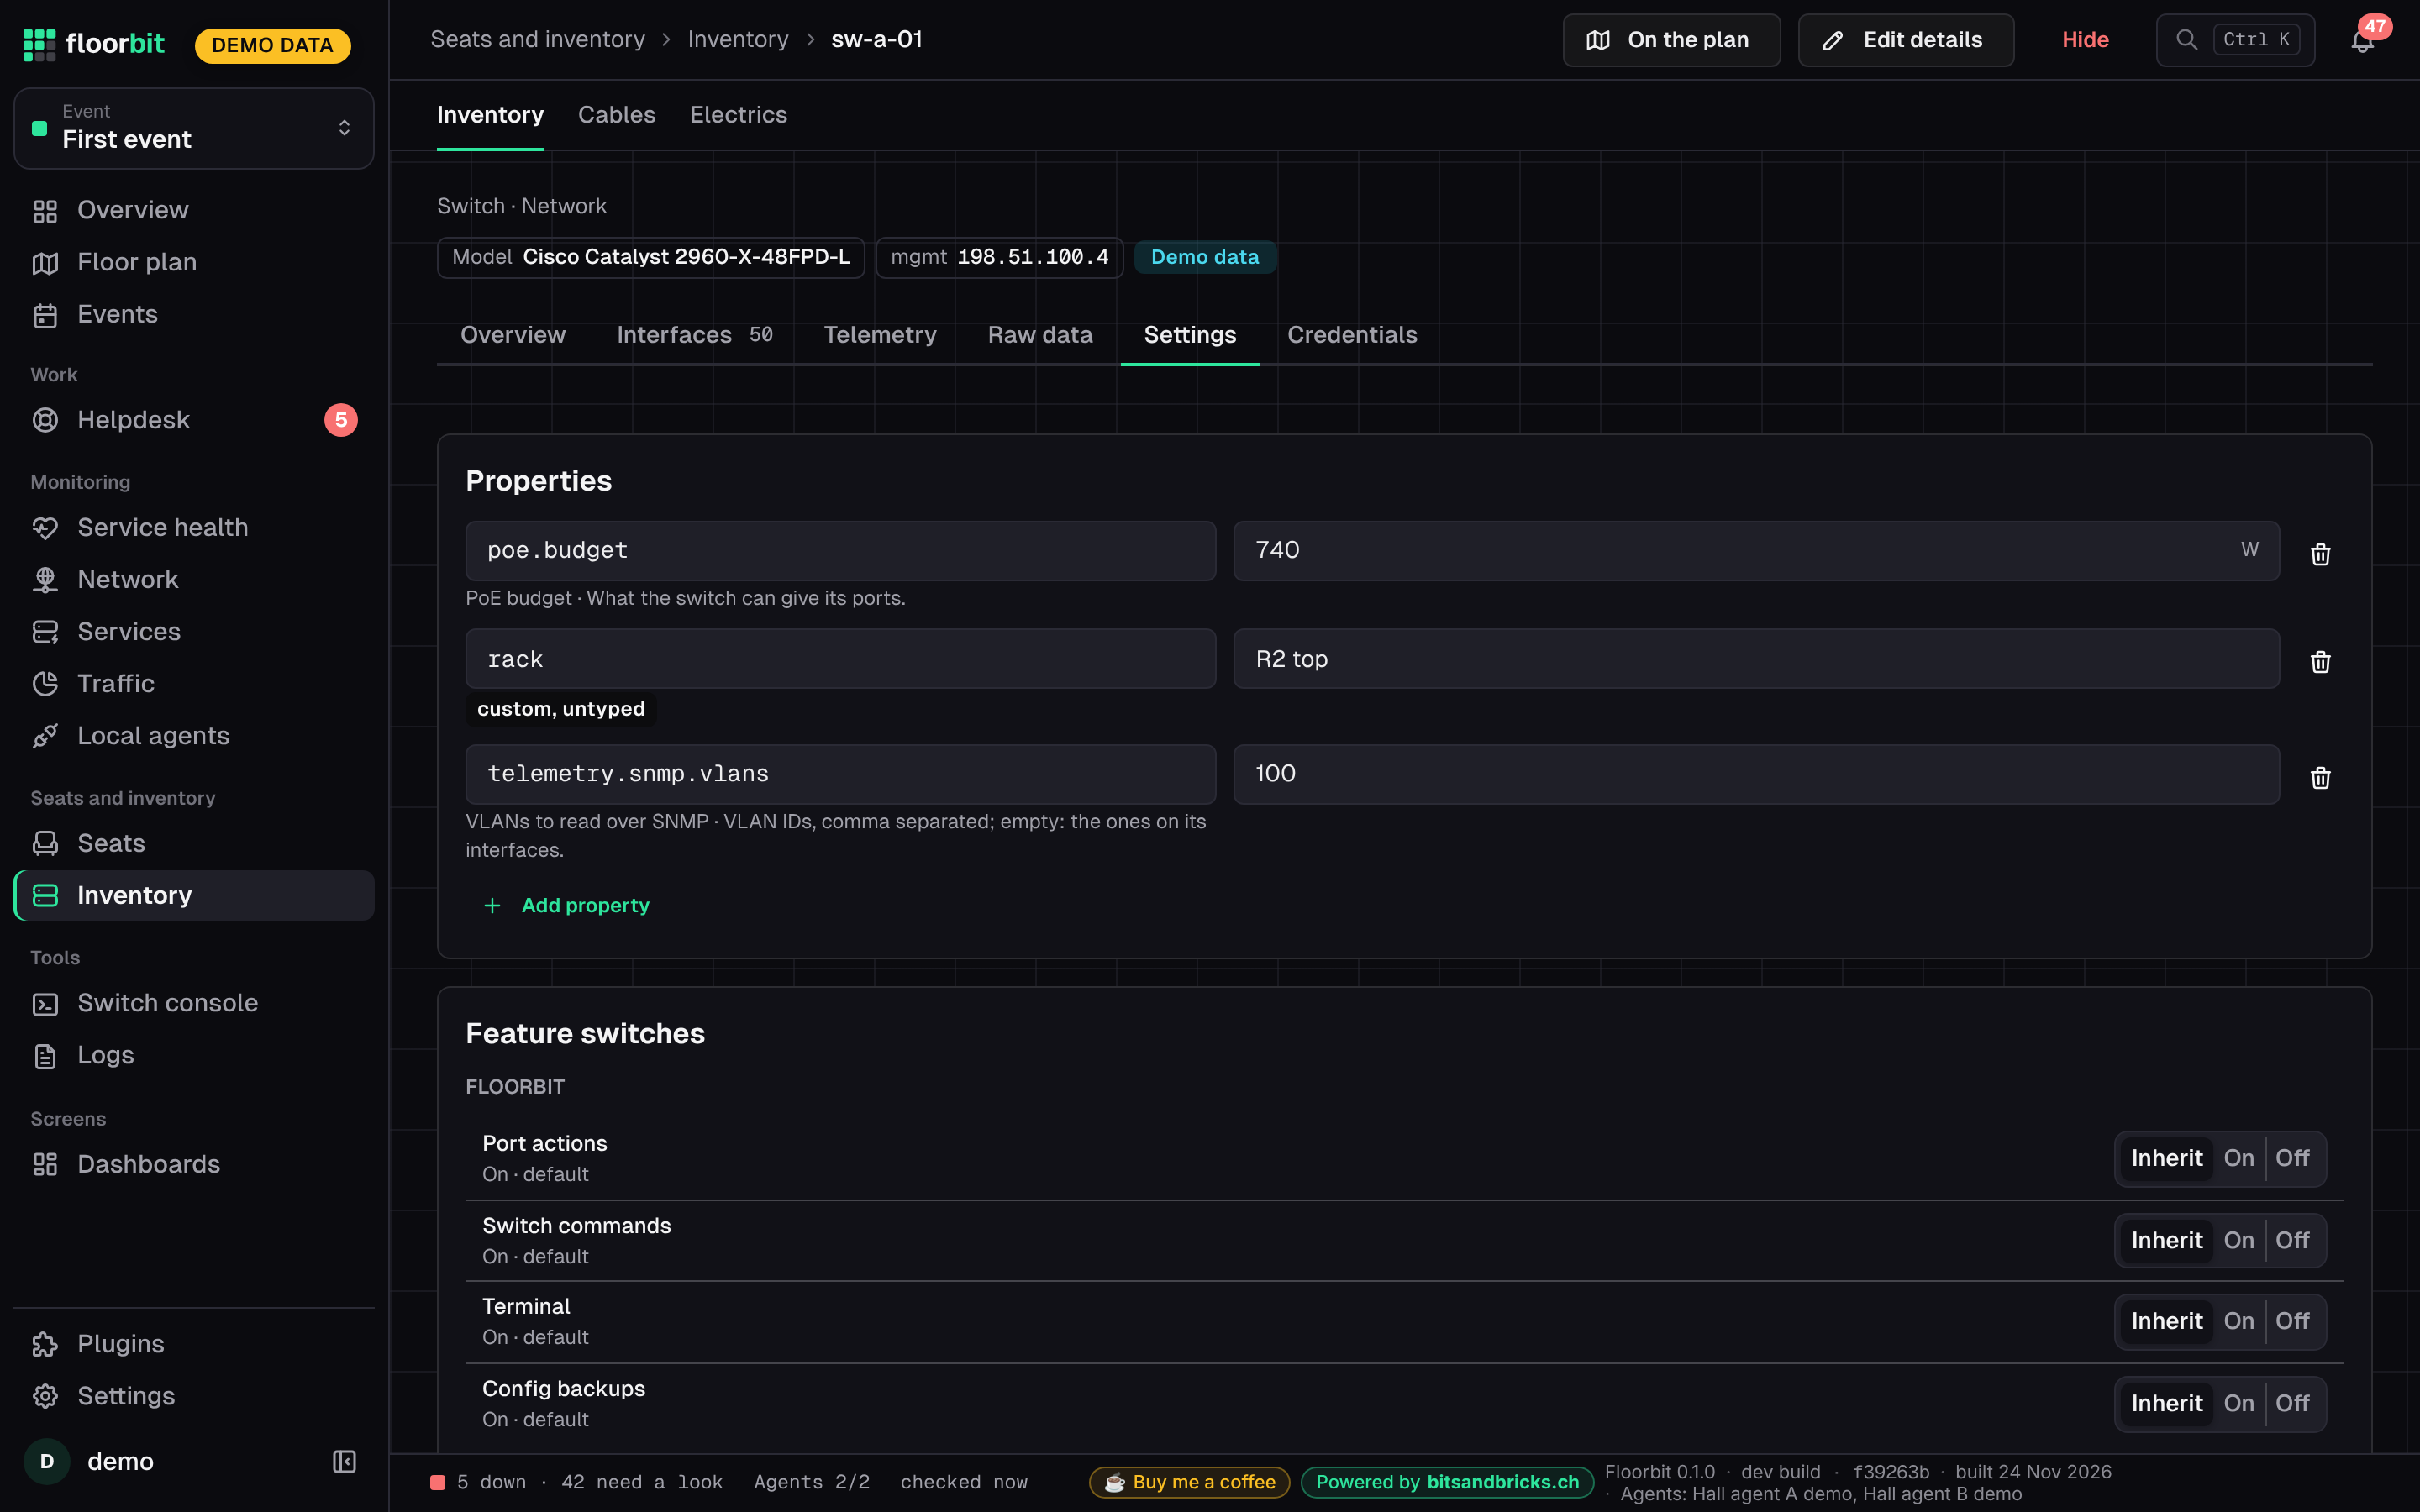 floorbit
DEMO DATA
Event
First event
Overview
Floor plan
Events
Work
Helpdesk 5
Monitoring
Service health
Network
Services
Traffic
Local agents
Seats and inventory
Seats
Inventory
Tools
Switch console
Logs
Screens
Dashboards
Plugins
Settings
D demo
Seats and inventory > Inventory > sw-a-01
On the plan
Edit details
Hide
Ctrl K
47
Inventory Cables Electrics
Switch · Network
Model Cisco Catalyst 2960-X-48FPD-L mgmt 198.51.100.4 Demo data
Overview Interfaces 50 Telemetry Raw data Settings Credentials
Properties
poe.budget 740 W
PoE budget · What the switch can give its ports.
rack R2 top
custom, untyped
telemetry.snmp.vlans 100
VLANs to read over SNMP · VLAN IDs, comma separated; empty: the ones on its
interfaces.
+ Add property
Feature switches
FLOORBIT
Port actions
On · default
Inherit On Off
Switch commands
On · default
Inherit On Off
Terminal
On · default
Inherit On Off
Config backups
On · default
Inherit On Off
5 down · 42 need a look Agents 2/2 checked now
Buy me a coffee
Powered by bitsandbricks.ch
Floorbit 0.1.0 · dev build · f39263b · built 24 Nov 2026
· Agents: Hall agent A demo, Hall agent B demo